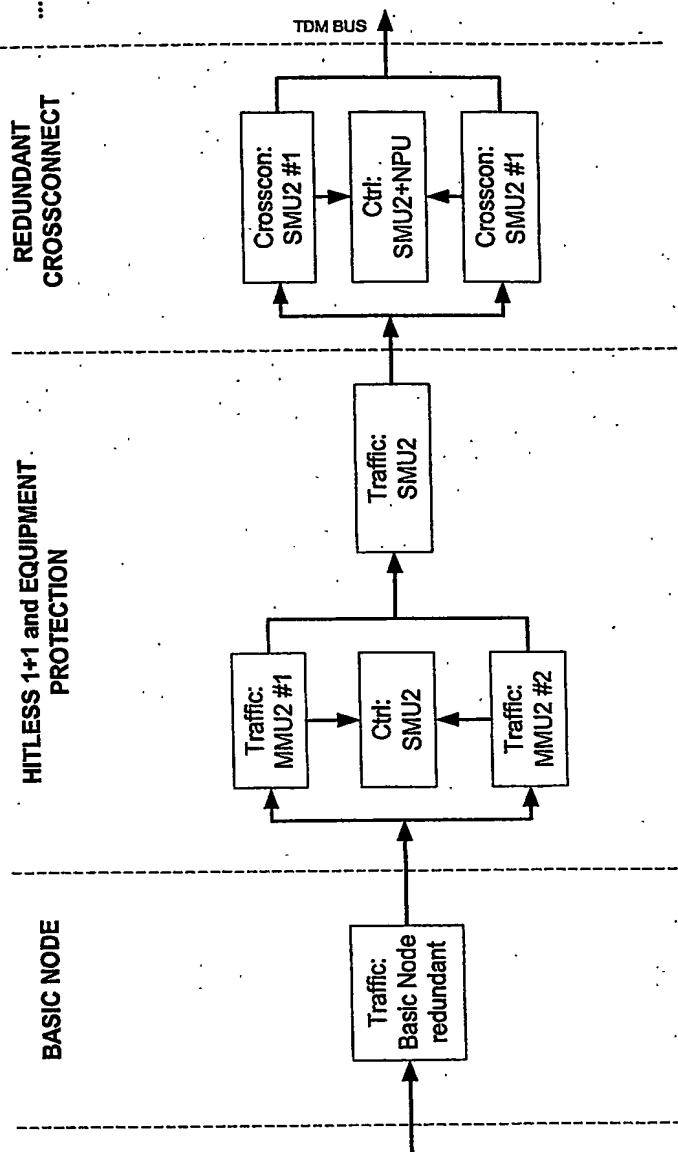 BASIC NODE
HITLESS 1+1 and EQUIPMENT
PROTECTION
REDUNDANT
CROSSCONNECT
...
Traffic:
Basic Node
redundant
Traffic:
MMU2 #1
Ctrl:
SMU2
Traffic:
MMU2 #2
Traffic:
SMU2
Crosscon:
SMU2 #1
Ctrl:
SMU2+NPU
Crosscon:
SMU2 #1
TDM BUS